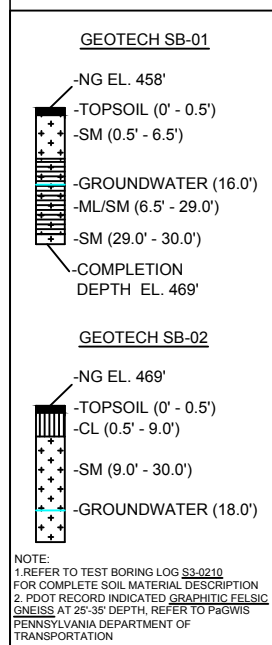 GEOTECH SB-01
-NG EL. 458'
-TOPSOIL (0' - 0.5')
-SM (0.5' - 6.5')
-GROUNDWATER (16.0')
-ML/SM (6.5' - 29.0')
-SM (29.0' - 30.0')
-COMPLETION
DEPTH EL. 469'
GEOTECH SB-02
-NG EL. 469'
-TOPSOIL (0' - 0.5')
-CL (0.5' - 9.0')
-SM (9.0' - 30.0')
-GROUNDWATER (18.0')
NOTE:
1.REFER TO TEST BORING LOG S3-0210
FOR COMPLETE SOIL MATERIAL DESCRIPTION
2. PDOT RECORD INDICATED GRAPHITIC FELSIC
GNEISS AT 25'-35' DEPTH, REFER TO PaGWIS
PENNSYLVANIA DEPARTMENT OF
TRANSPORTATION